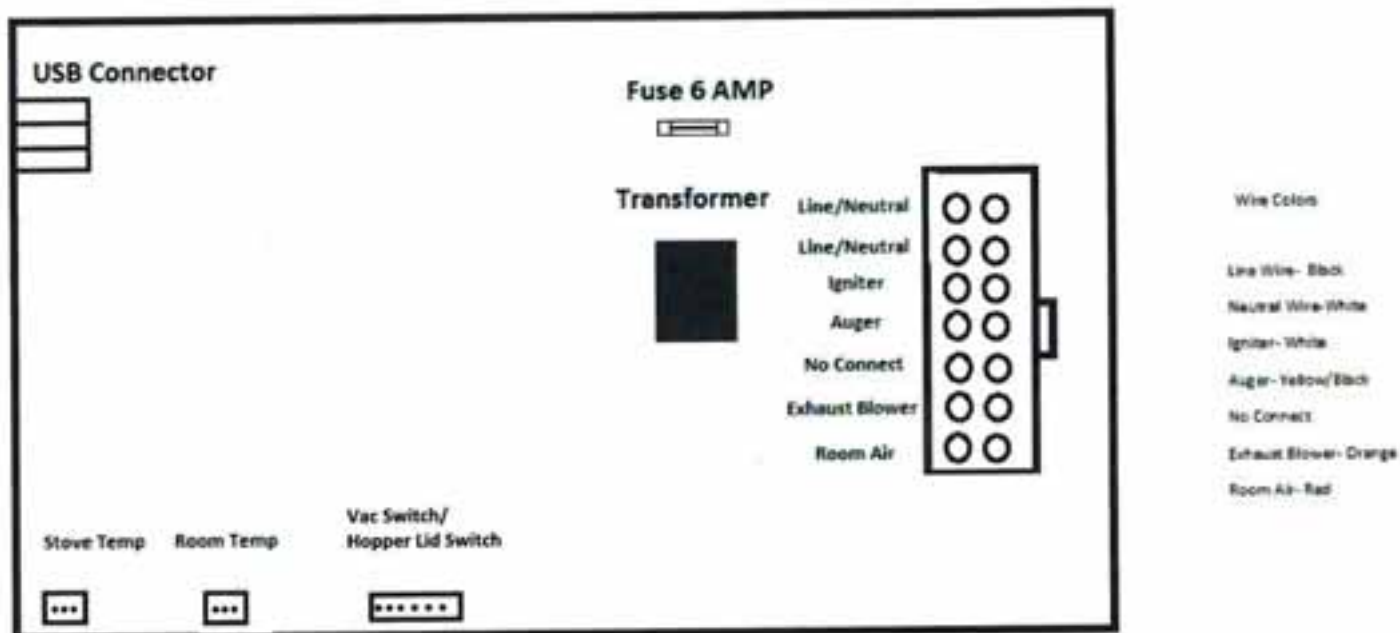 USB Connector
Fuse 6 AMP
Transformer
Line/Neutral
Line/Neutral
Igniter
Auger
No Connect
Exhaust Blower
Room Air
Wire Colors
Line Wire- Black
Neutral Wire-White
Igniter- White
Auger- Yellow/Black
No Connect
Exhaust Blower- Orange
Room Air- Red
Stove Temp
Room Temp
Vac Switch/
Hopper Lid Switch